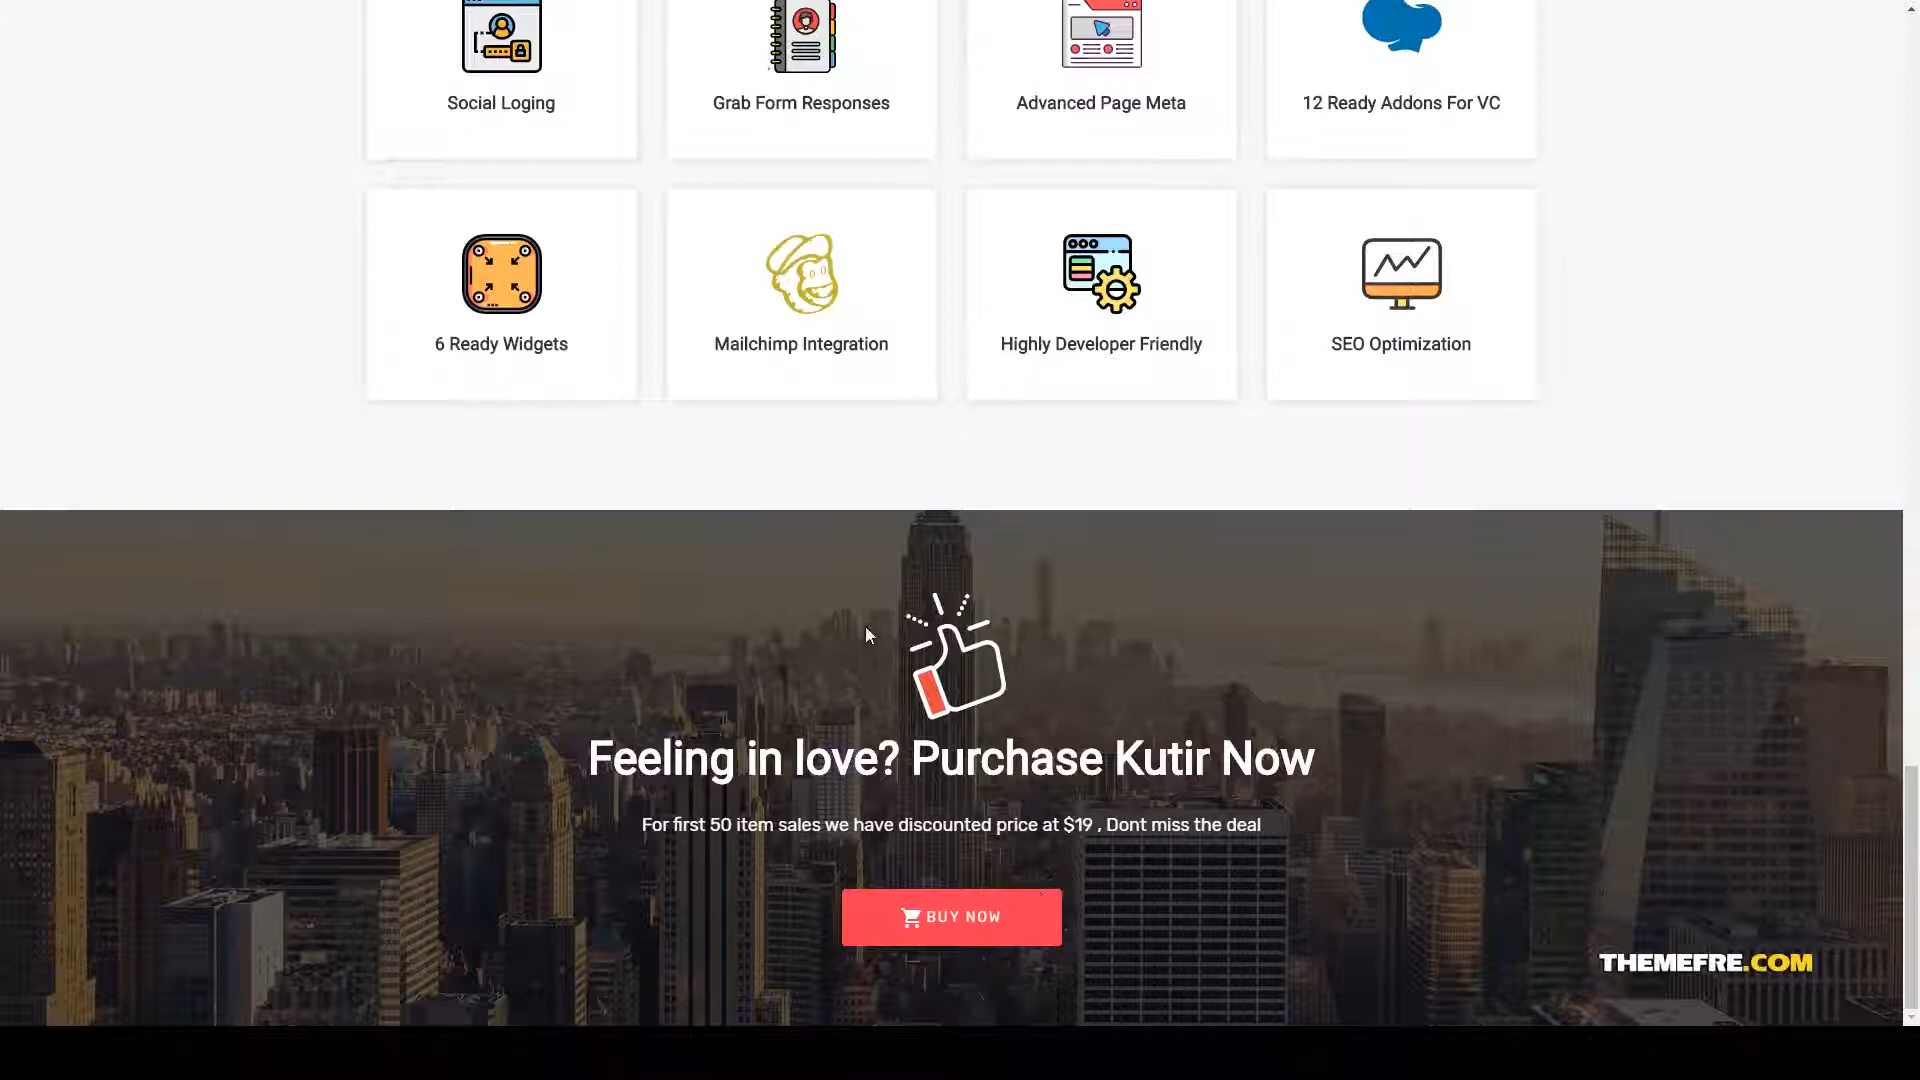 Social Loging
Grab Form Responses
Advanced Page Meta
12 Ready Addons For VC
6 Ready Widgets
Mailchimp Integration
Highly Developer Friendly
SEO Optimization
Feeling in love? Purchase Kutir Now
For first 50 item sales we have discounted price at $19 , Dont miss the deal
BUY NOW
THEMEFRE.COM